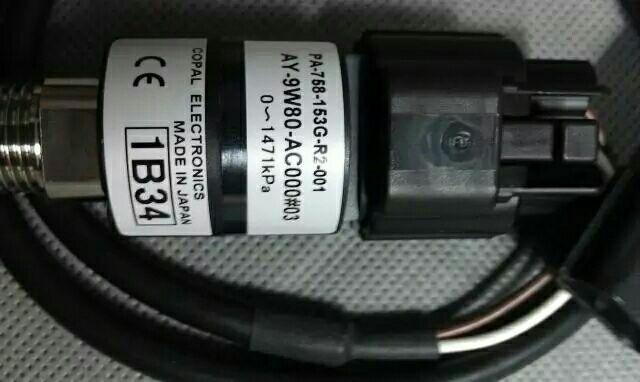 COPAL ELECTRONICS
MADE IN JAPAN
CE
1B34
PA-758-153G-R2-001
AY-9W80-AC000#03
0~1471kPa